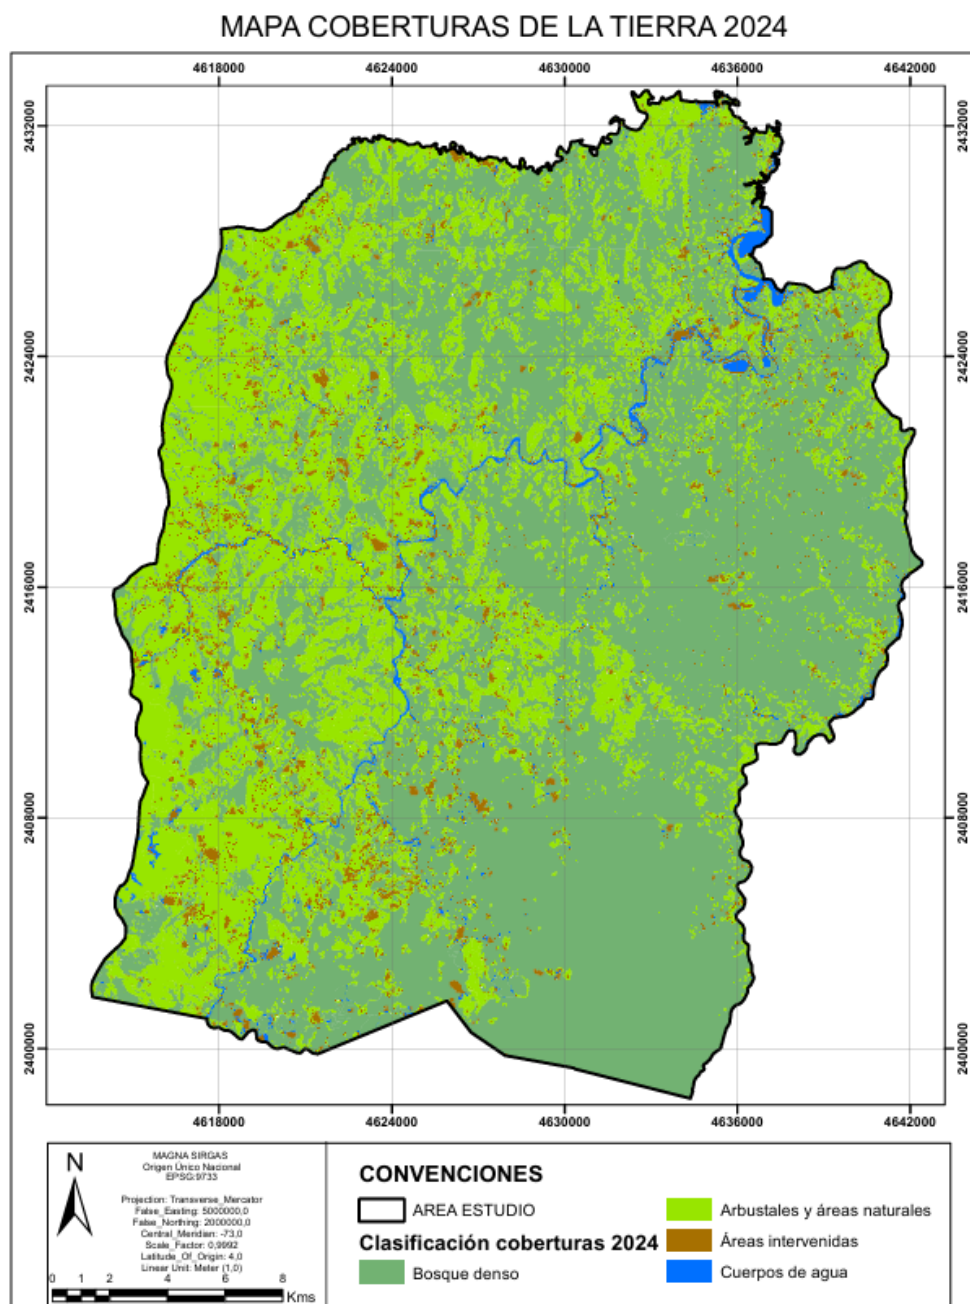 MAPA COBERTURAS DE LA TIERRA 2024
4618000 4624000 4630000 4636000 4642000
2432000 2432000
2424000 2424000
2416000 2416000
2408000 2408000
2400000 2400000
4618000 4624000 4630000 4636000 4642000
N
MAGNA SIRGAS
Origen Único Nacional
EPSG:9733
Projection: Transverse_Mercator
False_Easting: 5000000,0
False_Northing: 2000000,0
Central_Meridian: -73,0
Scale_Factor: 0,9992
Latitude_Of_Origin: 4,0
Linear Unit: Meter (1,0)
0 1 2 4 6 8
Kms
CONVENCIONES
AREA ESTUDIO
Clasificación coberturas 2024
Bosque denso
Arbustales y áreas naturales
Áreas intervenidas
Cuerpos de agua